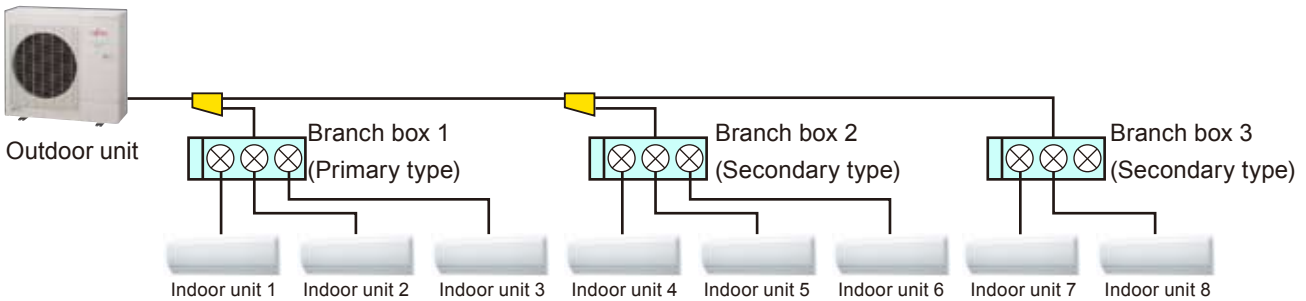 Outdoor unit
Branch box 1
(Primary type)
Branch box 2
(Secondary type)
Branch box 3
(Secondary type)
Indoor unit 1
Indoor unit 2
Indoor unit 3
Indoor unit 4
Indoor unit 5
Indoor unit 6
Indoor unit 7
Indoor unit 8